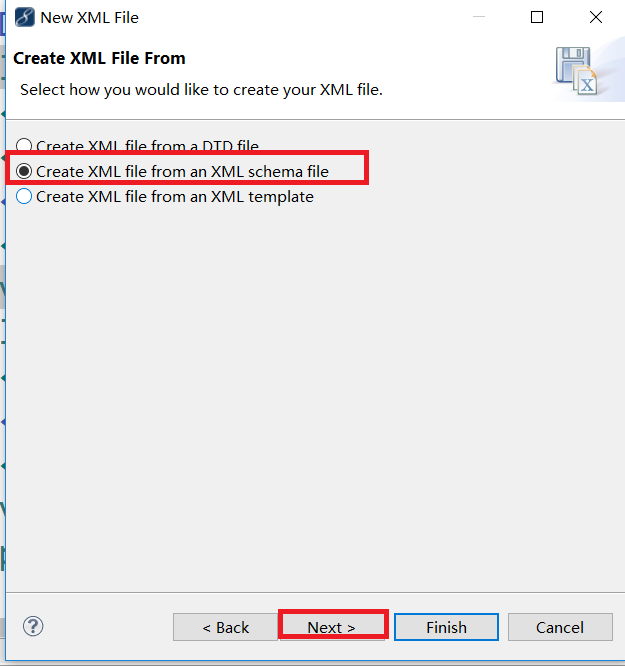 New XML File
Create XML File From
Select how you would like to create your XML file.
Create XML file from a DTD file
Create XML file from an XML schema file
Create XML file from an XML template
? < Back Next > Finish Cancel